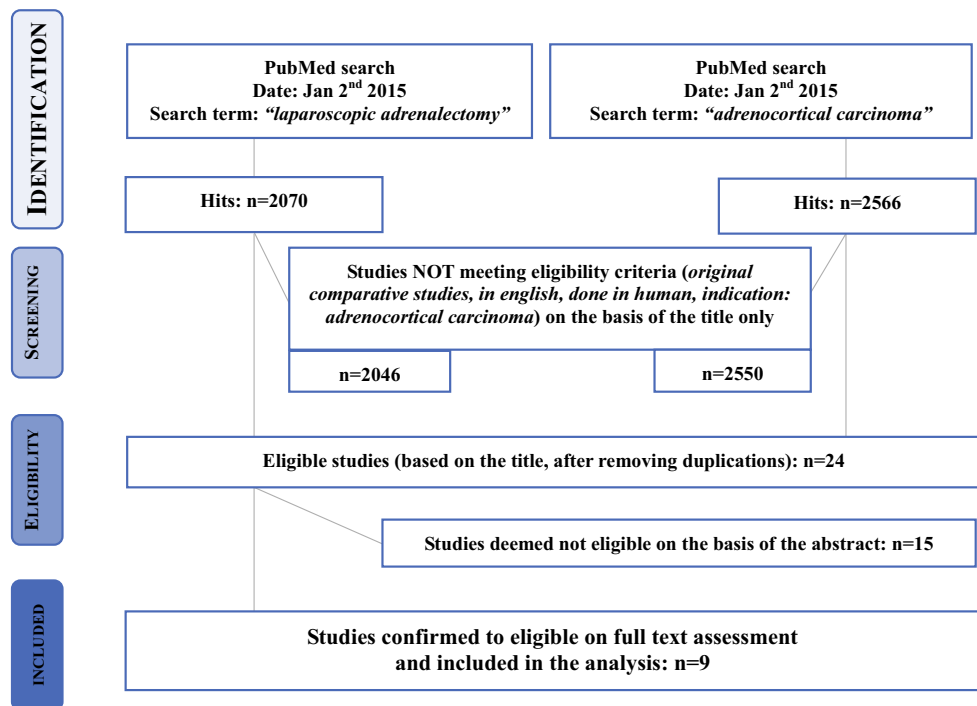 IDENTIFICATION
PubMed search
Date: Jan 2nd 2015
Search term: “laparoscopic adrenalectomy”
PubMed search
Date: Jan 2nd 2015
Search term: “adrenocortical carcinoma”
Hits: n=2070
Hits: n=2566
SCREENING
Studies NOT meeting eligibility criteria (original
comparative studies, in english, done in human, indication:
adrenocortical carcinoma) on the basis of the title only
n=2046
n=2550
ELIGIBILITY
Eligible studies (based on the title, after removing duplications): n=24
Studies deemed not eligible on the basis of the abstract: n=15
INCLUDED
Studies confirmed to eligible on full text assessment
and included in the analysis: n=9